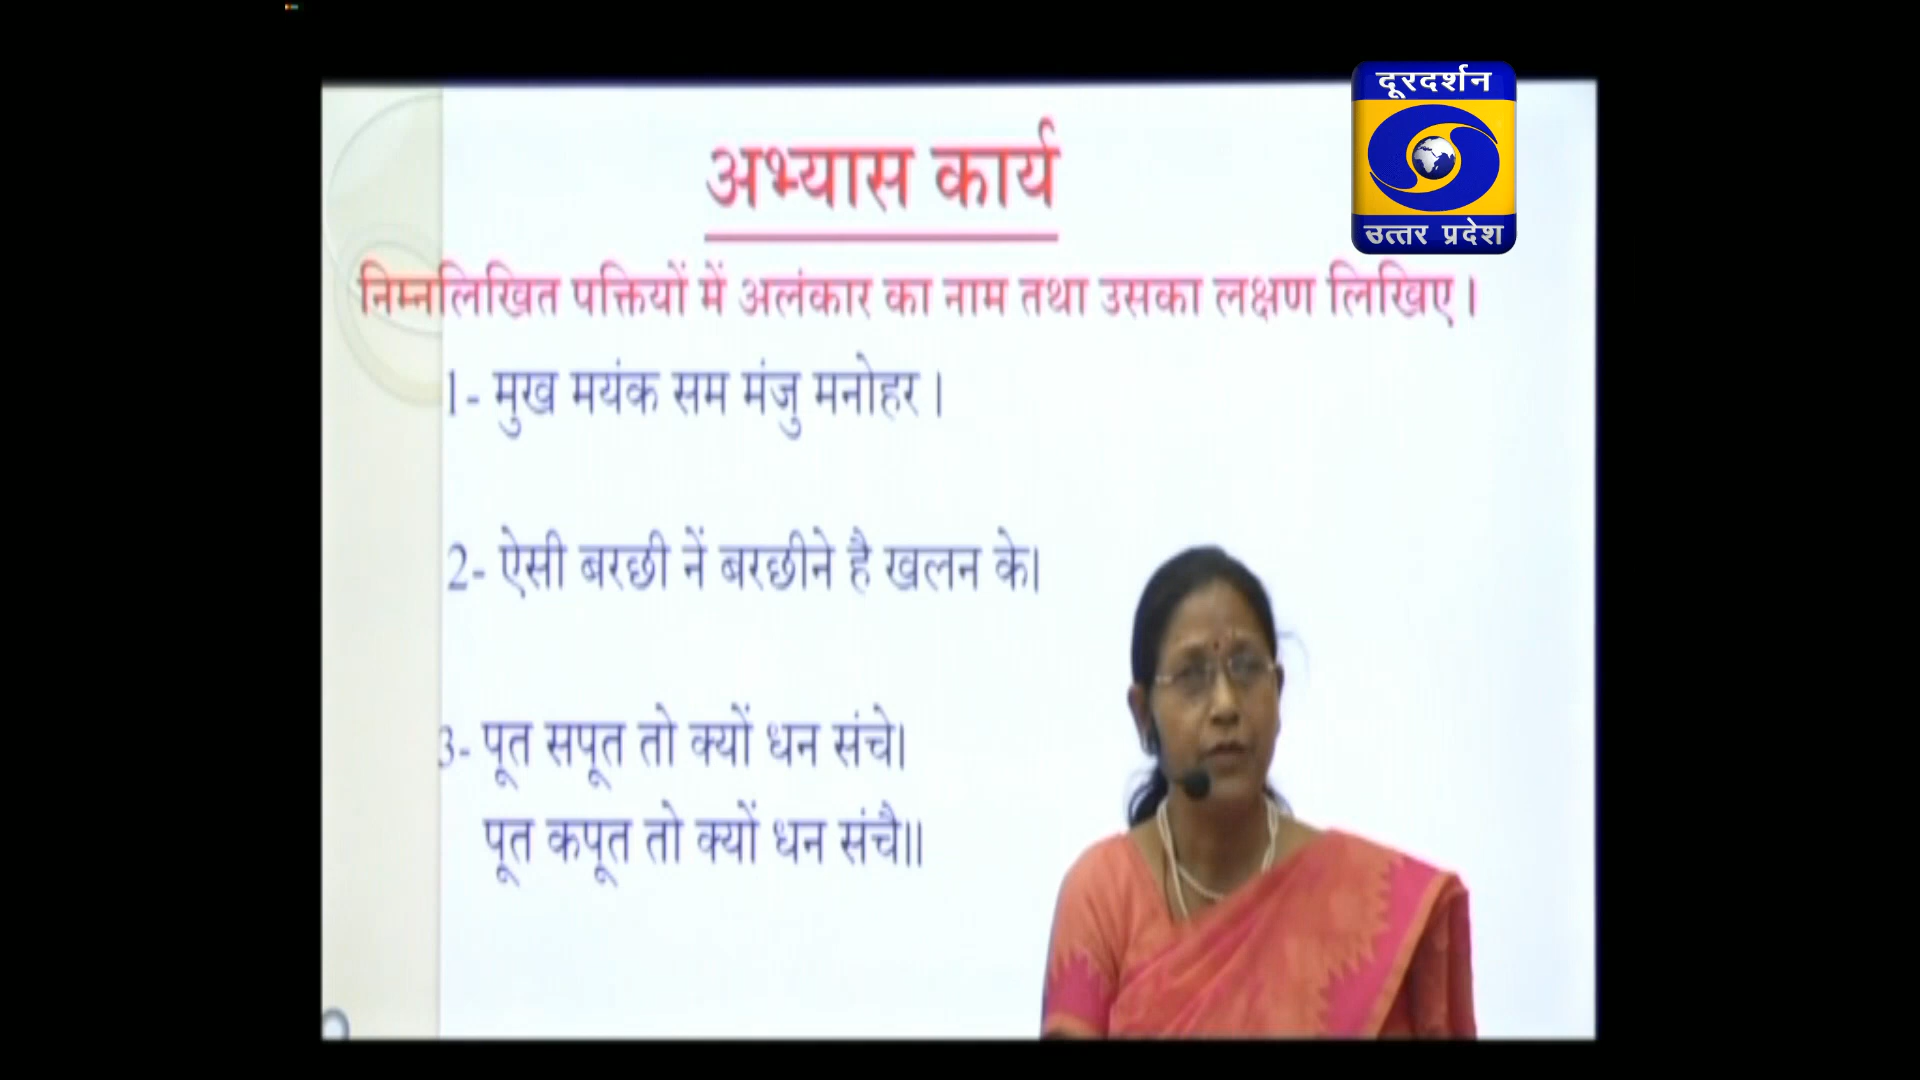 दूरदर्शन
उत्तर प्रदेश
अभ्यास कार्य
निम्नलिखित पक्तियों में अलंकार का नाम तथा उसका लक्षण लिखिए।
1- मुख मयंक सम मंजु मनोहर।
2- ऐसी बरछी नें बरछीने है खलन के।
3- पूत सपूत तो क्यों धन संचे।
पूत कपूत तो क्यों धन संचै॥